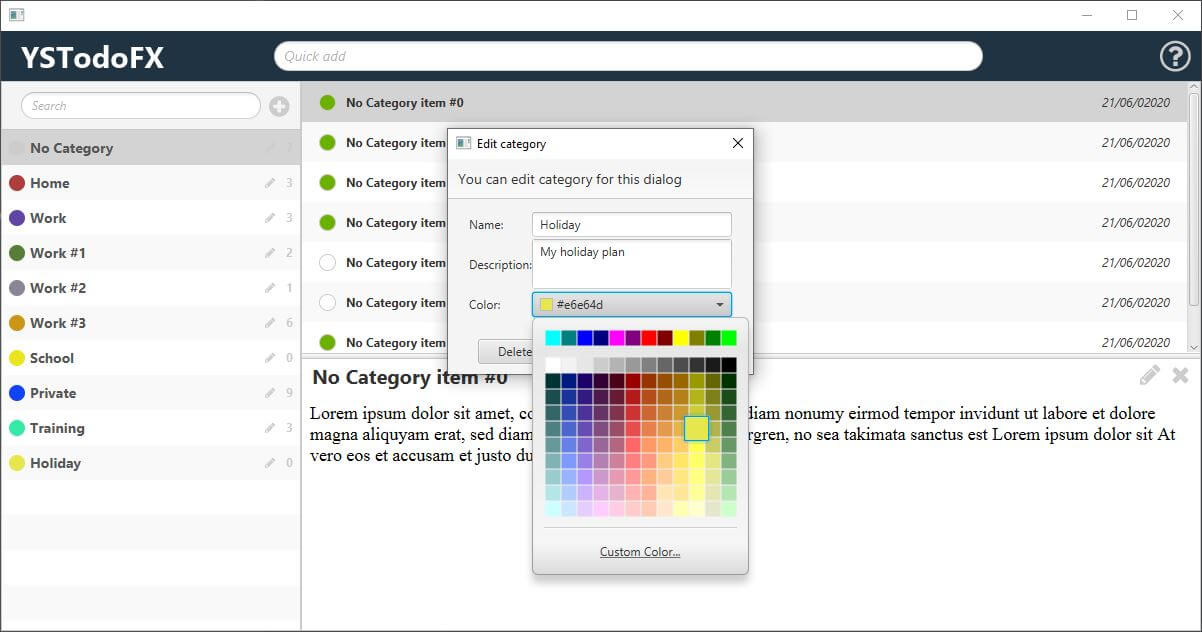 YSTodoFX
Quick add
?
Search
No Category 7
Home 3
Work 3
Work #1 2
Work #2 1
Work #3 6
School 0
Private 9
Training 3
Holiday 0
No Category item #0 21/06/02020
No Category item 21/06/02020
No Category item 21/06/02020
No Category item 21/06/02020
No Category item 21/06/02020
No Category item 21/06/02020
No Category item 21/06/02020
Edit category
You can edit category for this dialog
Name: Holiday
Description: My holiday plan
Color: #e6e64d
Delete
Custom Color...
No Category item #0
Lorem ipsum dolor sit amet, diam nonumy eirmod tempor invidunt ut labore et dolore
magna aliquyam erat, sed diam no sea takimata sanctus est Lorem ipsum dolor sit At
vero eos et accusam et justo